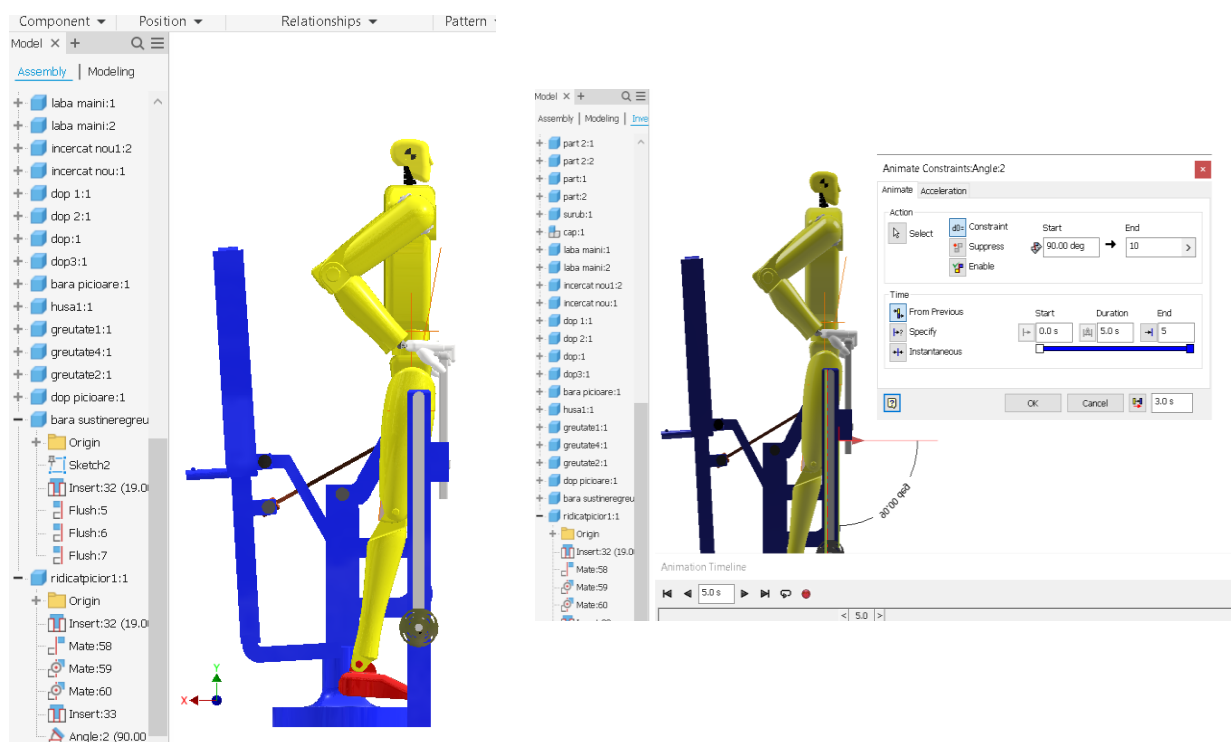 Component Position Relationships Pattern
Model × +
Assembly | Modeling
laba maini:1
laba maini:2
incercat nou1:2
incercat nou:1
dop 1:1
dop 2:1
dop:1
dop3:1
bara picioare:1
husa1:1
greutate1:1
greutate4:1
greutate2:1
dop picioare:1
bara sustineregreu
Origin
Sketch2
Insert:32 (19.0
Flush:5
Flush:6
Flush:7
ridicatpicior1:1
Origin
Insert:32 (19.0
Mate:58
Mate:59
Mate:60
Insert:33
Angle:2 (90.00
Y
X
Model × +
Assembly | Modeling | Inve
part 2:1
part 2:2
part:1
part:2
surub:1
cap:1
laba maini:1
laba maini:2
incercat nou1:2
incercat nou:1
dop 1:1
dop 2:1
dop:1
dop3:1
bara picioare:1
husa1:1
greutate1:1
greutate4:1
greutate2:1
dop picioare:1
bara sustineregreu
ridicatpicior1:1
Origin
Insert:32 (19.0
Mate:58
Mate:59
Mate:60
Animate Constraints:Angle:2
Animate Acceleration
Action
Select
Constraint
Suppress
Enable
Start End
90.00 deg 10
Time
From Previous
Specify
Instantaneous
Start Duration End
0.0 s 5.0 s 5
OK Cancel 3.0 s
90.00 deg
Animation Timeline
5.0 s
< 5.0 >